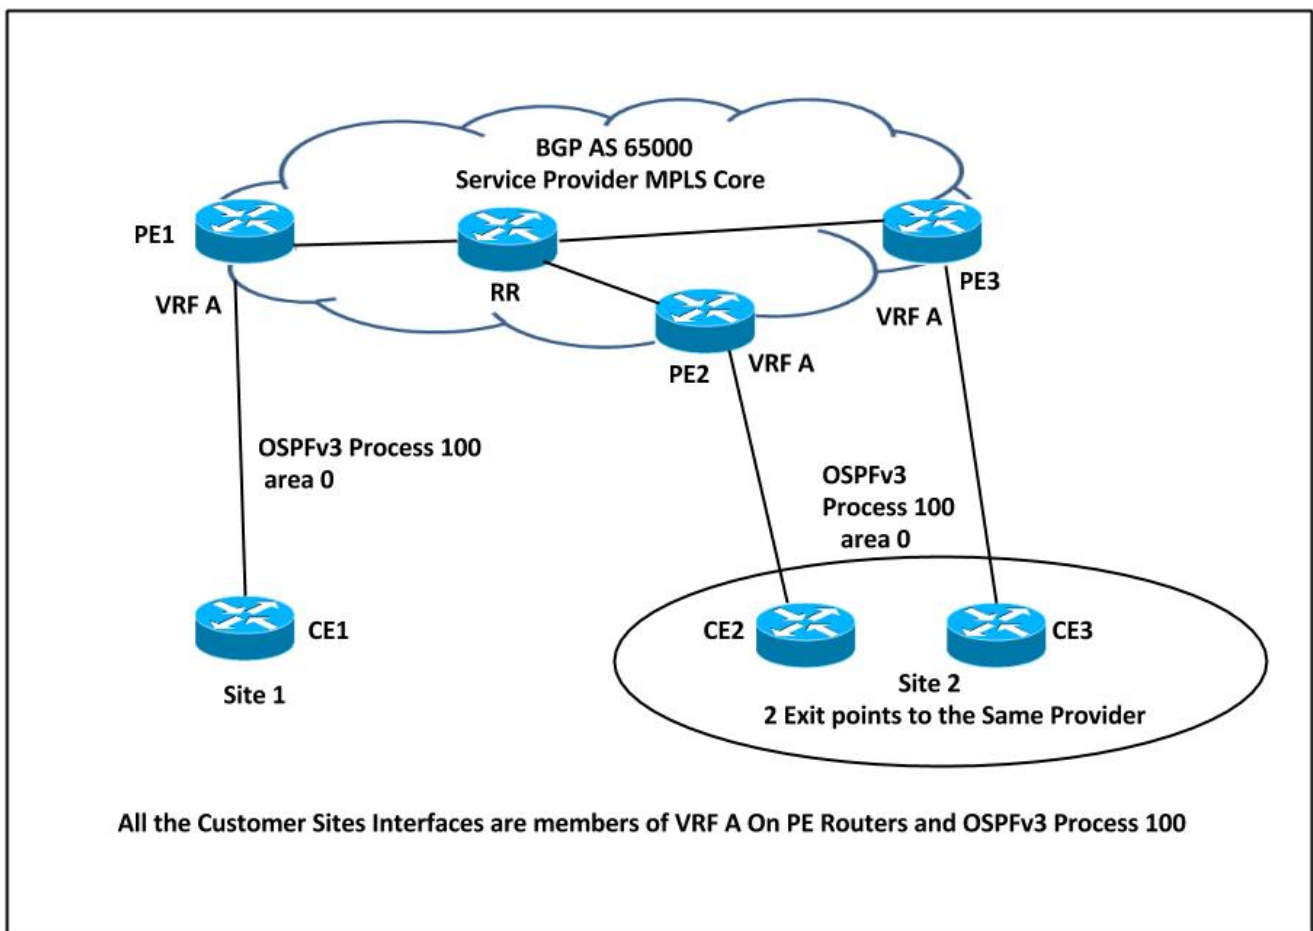 BGP AS 65000
Service Provider MPLS Core
PE1
RR
PE3
VRF A
VRF A
PE2
VRF A
OSPFv3 Process 100
area 0
OSPFv3
Process 100
area 0
CE1
CE2
CE3
Site 1
Site 2
2 Exit points to the Same Provider
All the Customer Sites Interfaces are members of VRF A On PE Routers and OSPFv3 Process 100